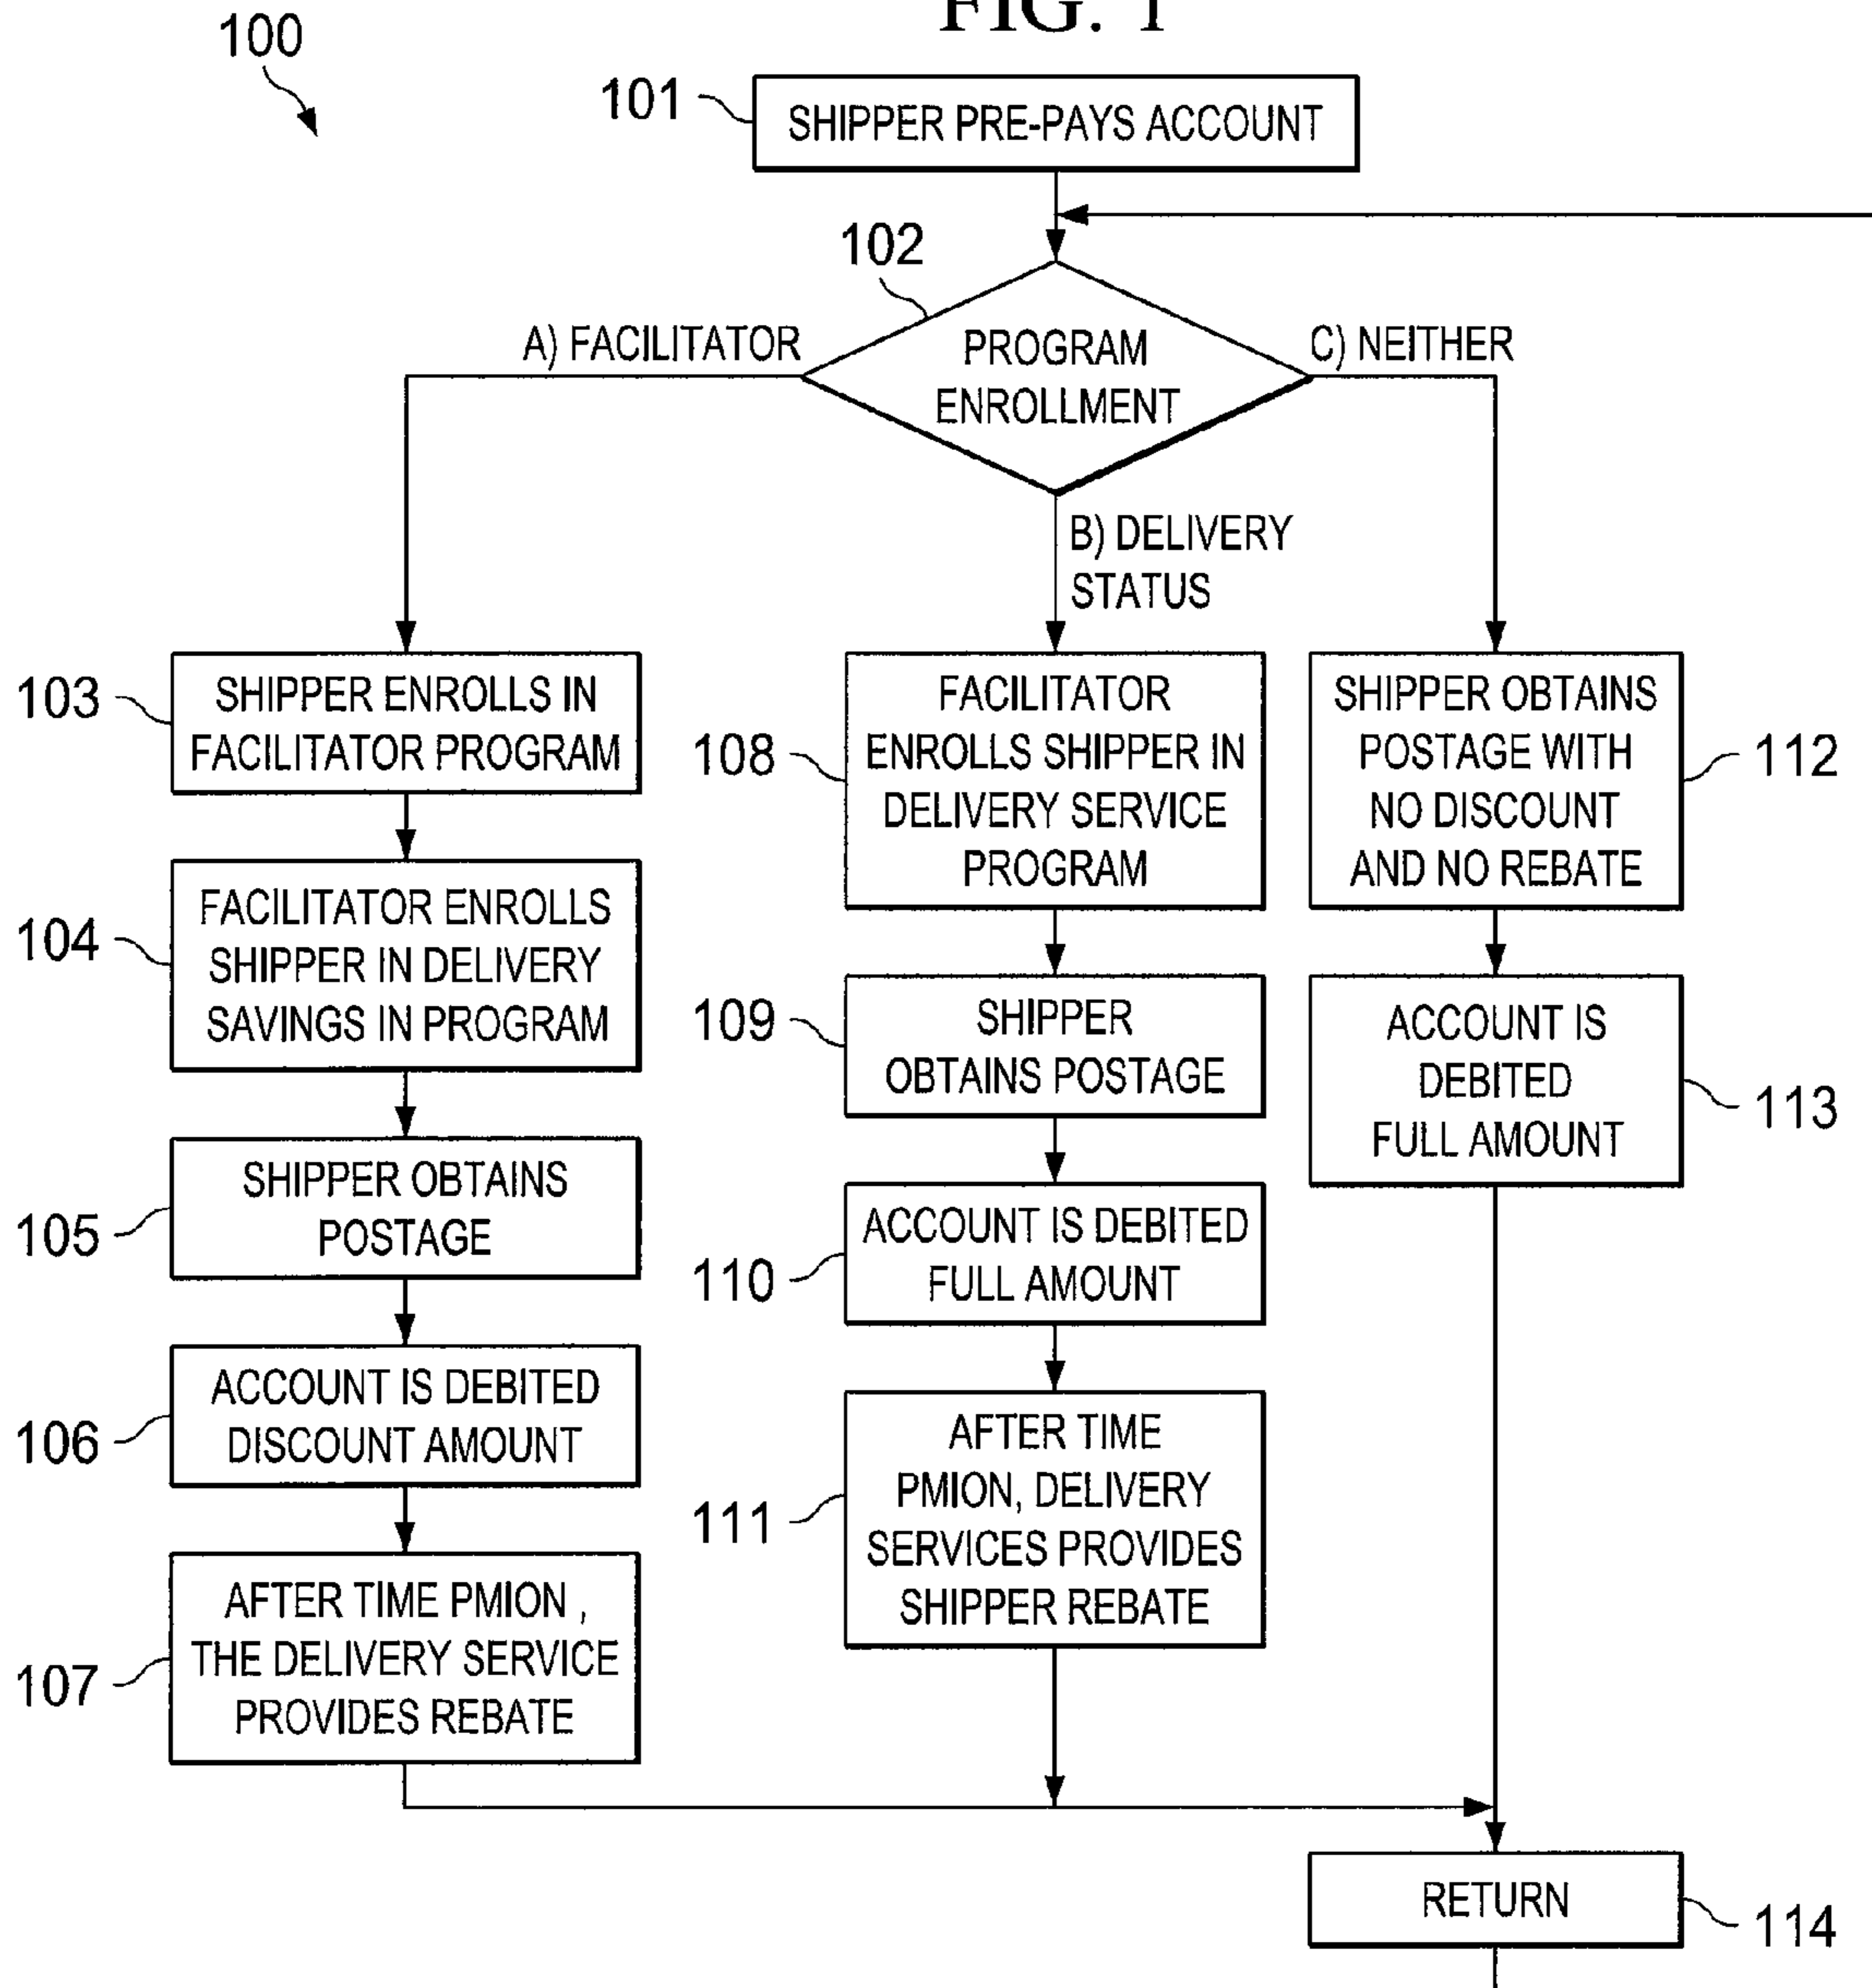 FIG. 1
100
101
SHIPPER PRE-PAYS ACCOUNT
102
PROGRAM
ENROLLMENT
A) FACILITATOR
B) DELIVERY
STATUS
C) NEITHER
103
SHIPPER ENROLLS IN
FACILITATOR PROGRAM
104
FACILITATOR ENROLLS
SHIPPER IN DELIVERY
SAVINGS IN PROGRAM
105
SHIPPER OBTAINS
POSTAGE
106
ACCOUNT IS DEBITED
DISCOUNT AMOUNT
107
AFTER TIME PMION ,
THE DELIVERY SERVICE
PROVIDES REBATE
108
FACILITATOR
ENROLLS SHIPPER IN
DELIVERY SERVICE
PROGRAM
109
SHIPPER
OBTAINS POSTAGE
110
ACCOUNT IS DEBITED
FULL AMOUNT
111
AFTER TIME
PMION, DELIVERY
SERVICES PROVIDES
SHIPPER REBATE
SHIPPER OBTAINS
POSTAGE WITH
NO DISCOUNT
AND NO REBATE
112
ACCOUNT IS
DEBITED
FULL AMOUNT
113
RETURN
114